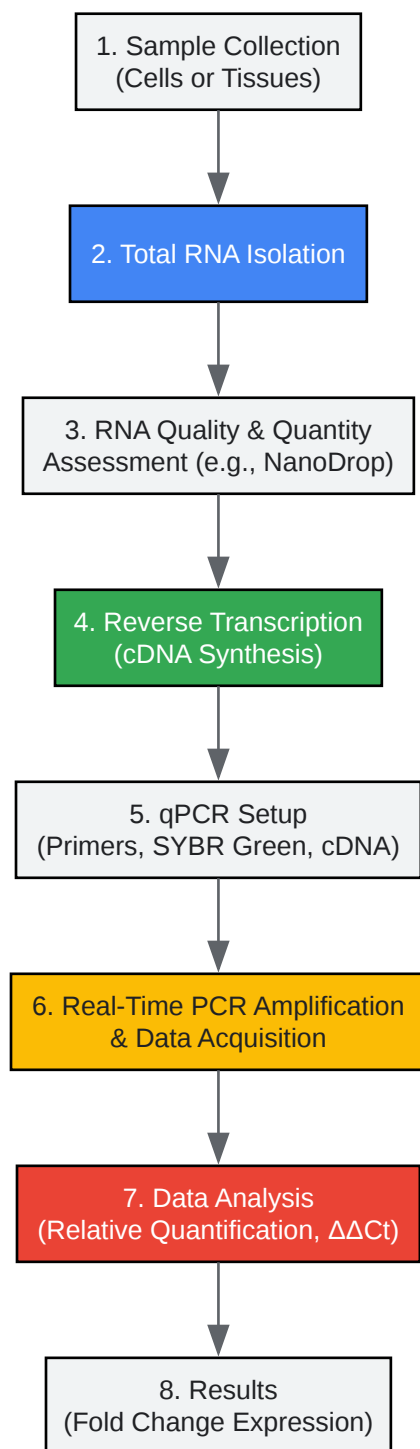 1. Sample Collection
(Cells or Tissues)
2. Total RNA Isolation
3. RNA Quality & Quantity
Assessment (e.g., NanoDrop)
4. Reverse Transcription
(cDNA Synthesis)
5. qPCR Setup
(Primers, SYBR Green, cDNA)
6. Real-Time PCR Amplification
& Data Acquisition
7. Data Analysis
(Relative Quantification, ΔΔCt)
8. Results
(Fold Change Expression)